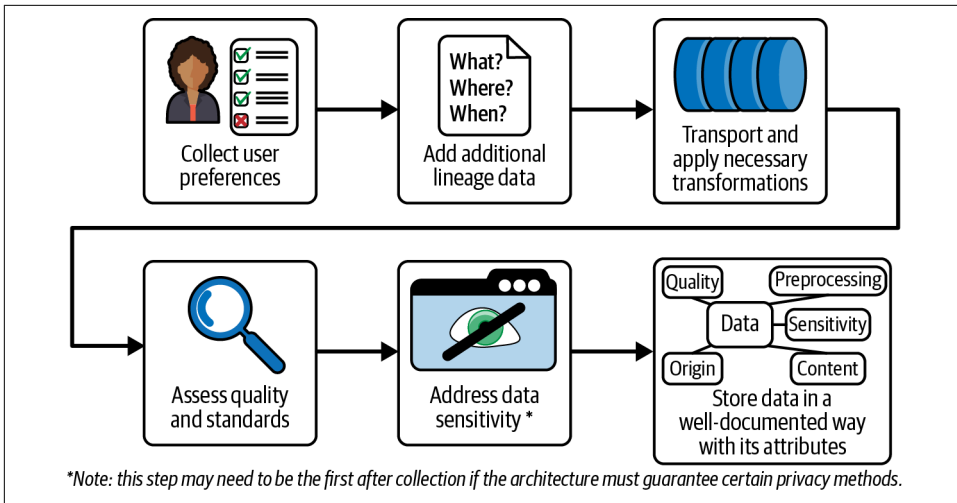 Collect user
preferences
What?
Where?
When?
Add additional
lineage data
Transport and
apply necessary
transformations
Assess quality
and standards
Address data
sensitivity *
Quality
Preprocessing
Data
Sensitivity
Origin
Content
Store data in a
well-documented way
with its attributes
*Note: this step may need to be the first after collection if the architecture must guarantee certain privacy methods.